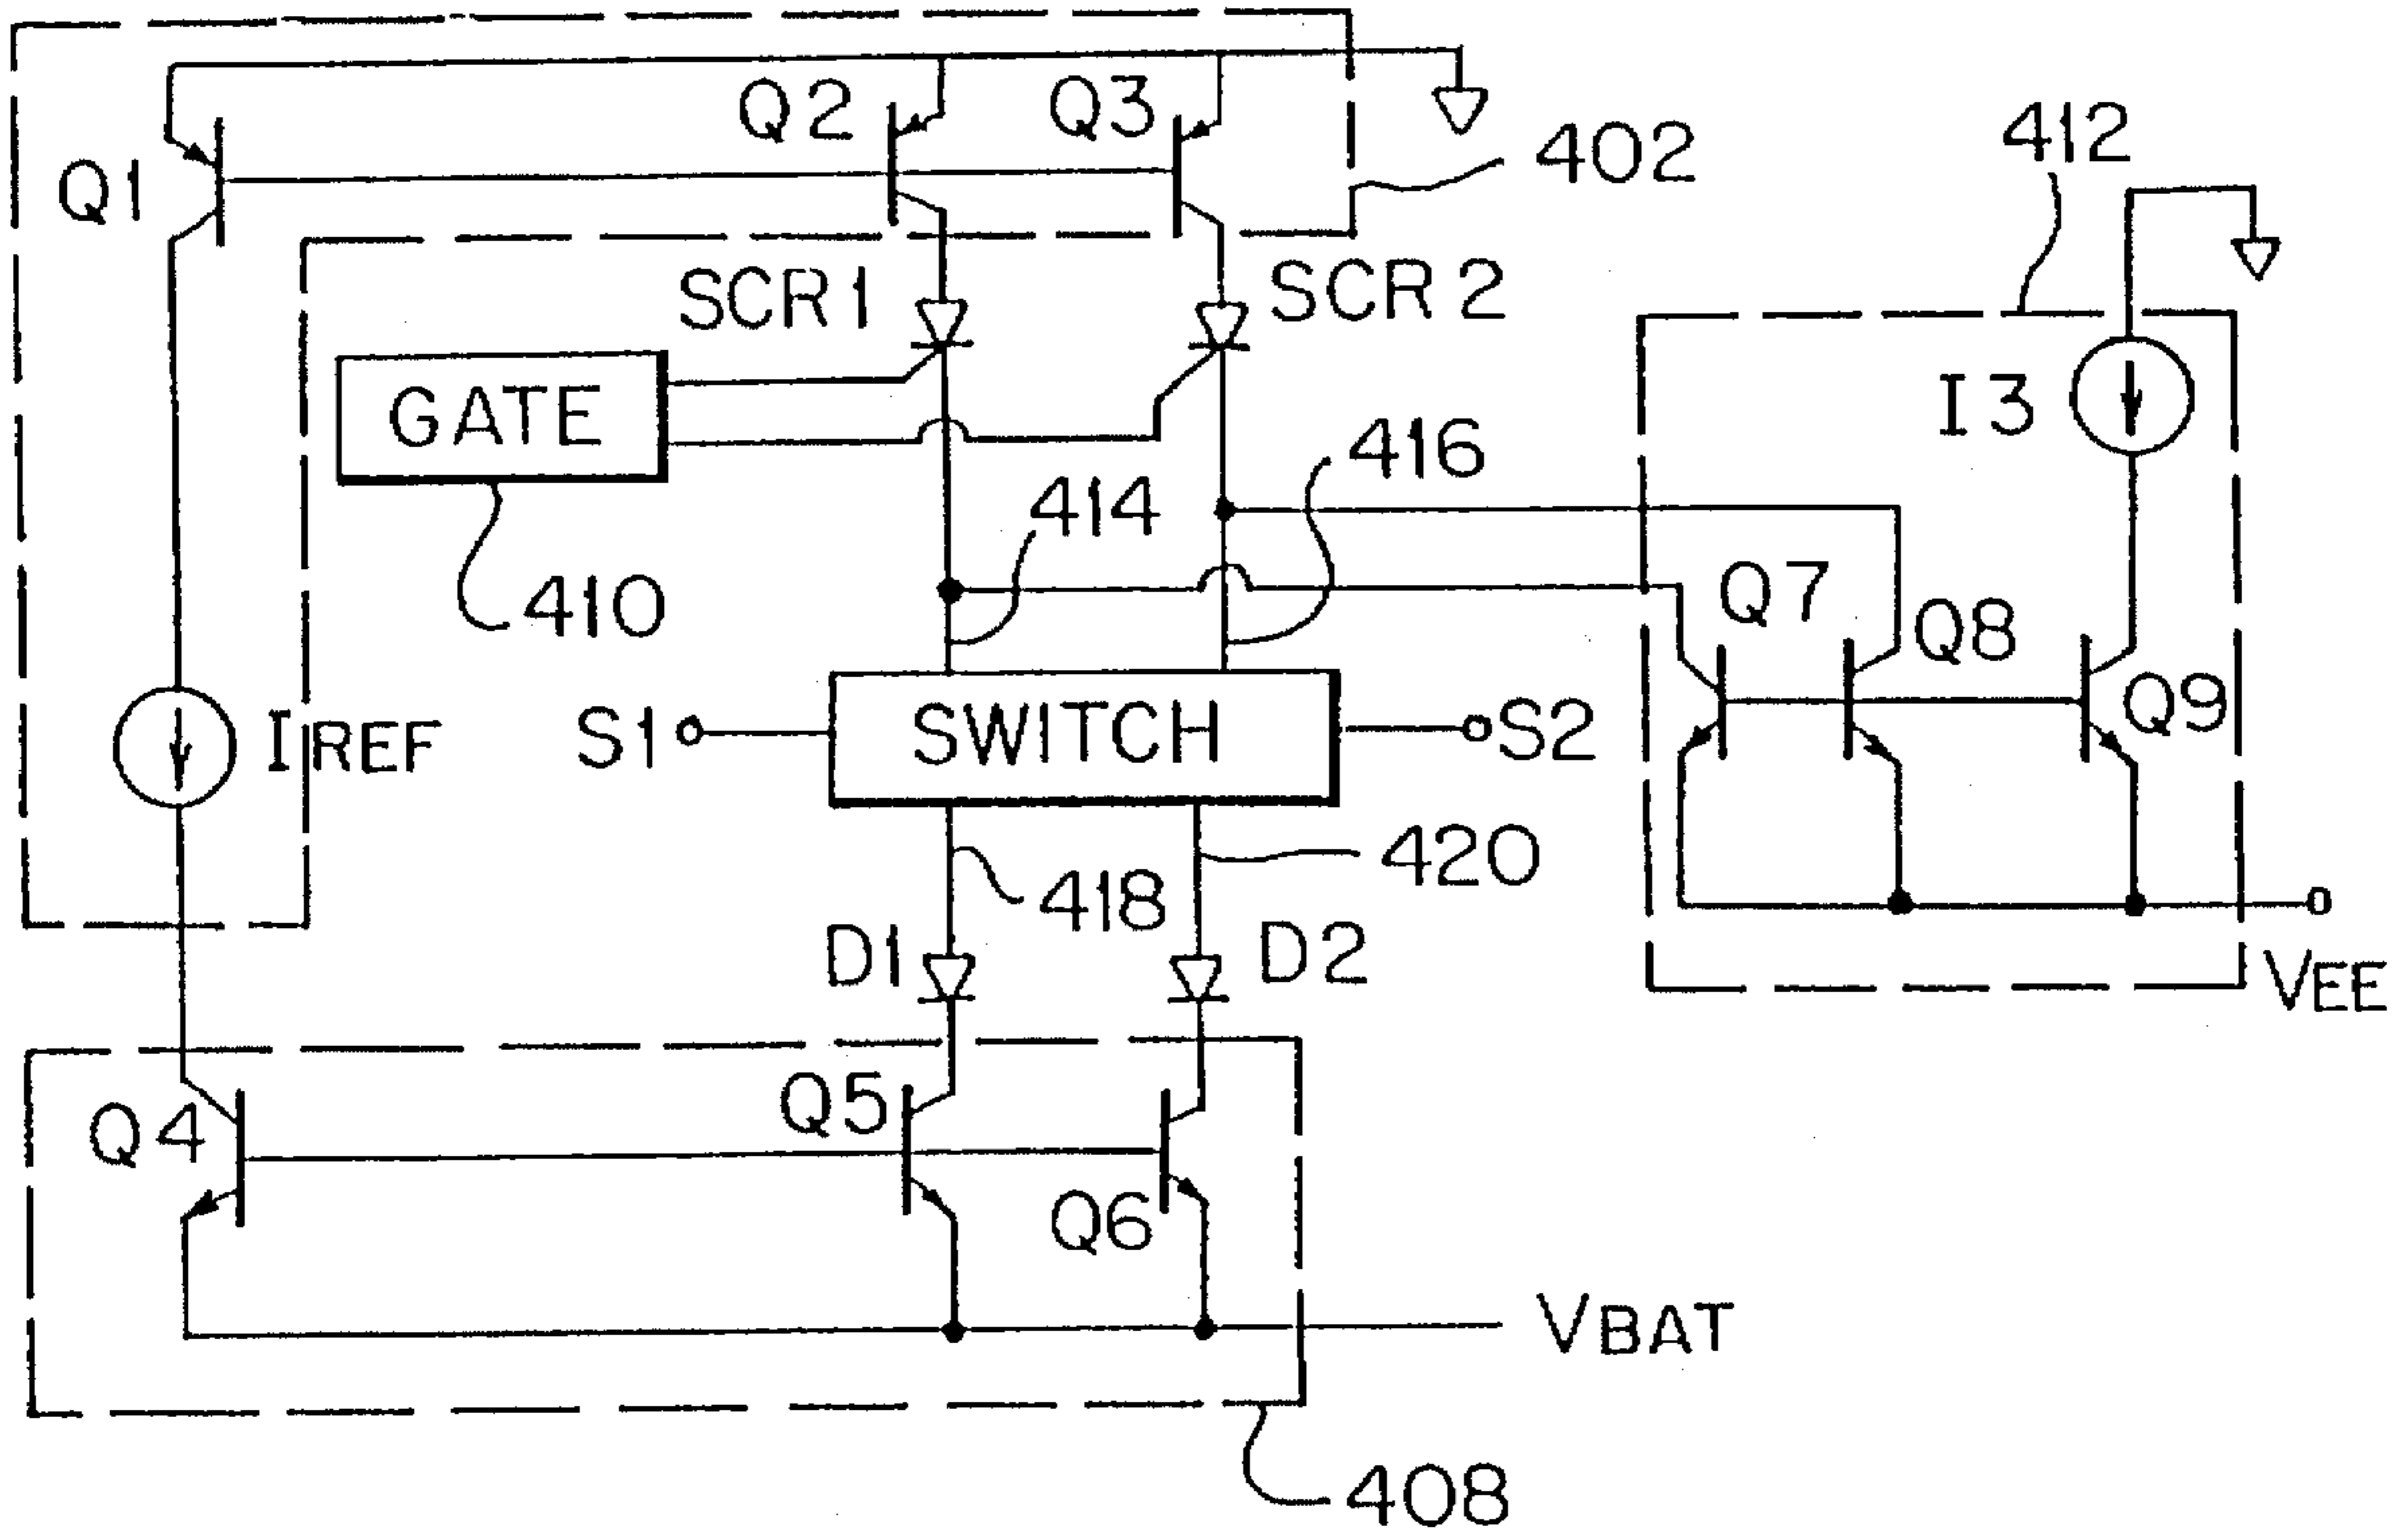 Q2
Q3
402
412
Q1
SCR1
SCR2
GATE
I3
416
414
410
Q7
Q8
Q9
IREF
S1
SWITCH
S2
420
418
D1
D2
VEE
Q4
Q5
Q6
VBAT
408